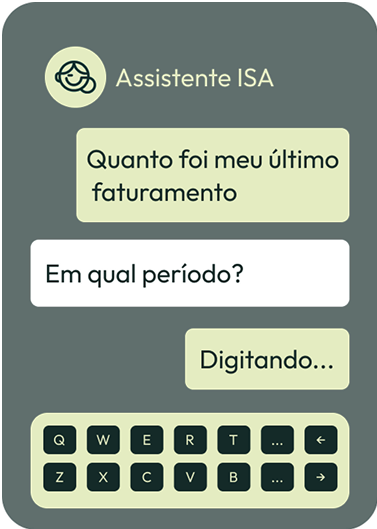 Assistente ISA
Quanto foi meu último
faturamento
Em qual período?
Digitando...
Q W E R T ... ←
Z X C V B ... →